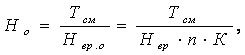 Н о = Т см / Н вр.о = Т см / Н вр · n · К ,